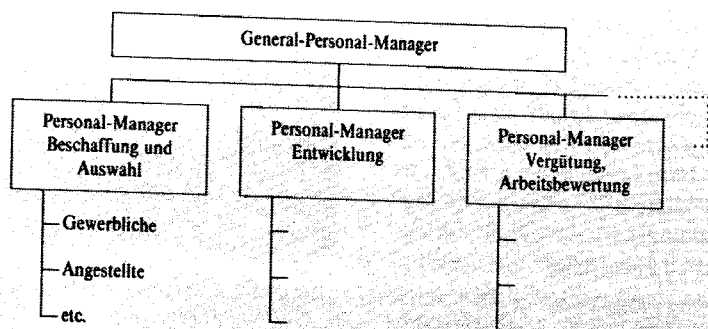 General-Personal-Manager
Personal-Manager
Beschaffung und
Auswahl
Personal-Manager
Entwicklung
Personal-Manager
Vergütung,
Arbeitsbewertung
Gewerbliche
Angestellte
etc.